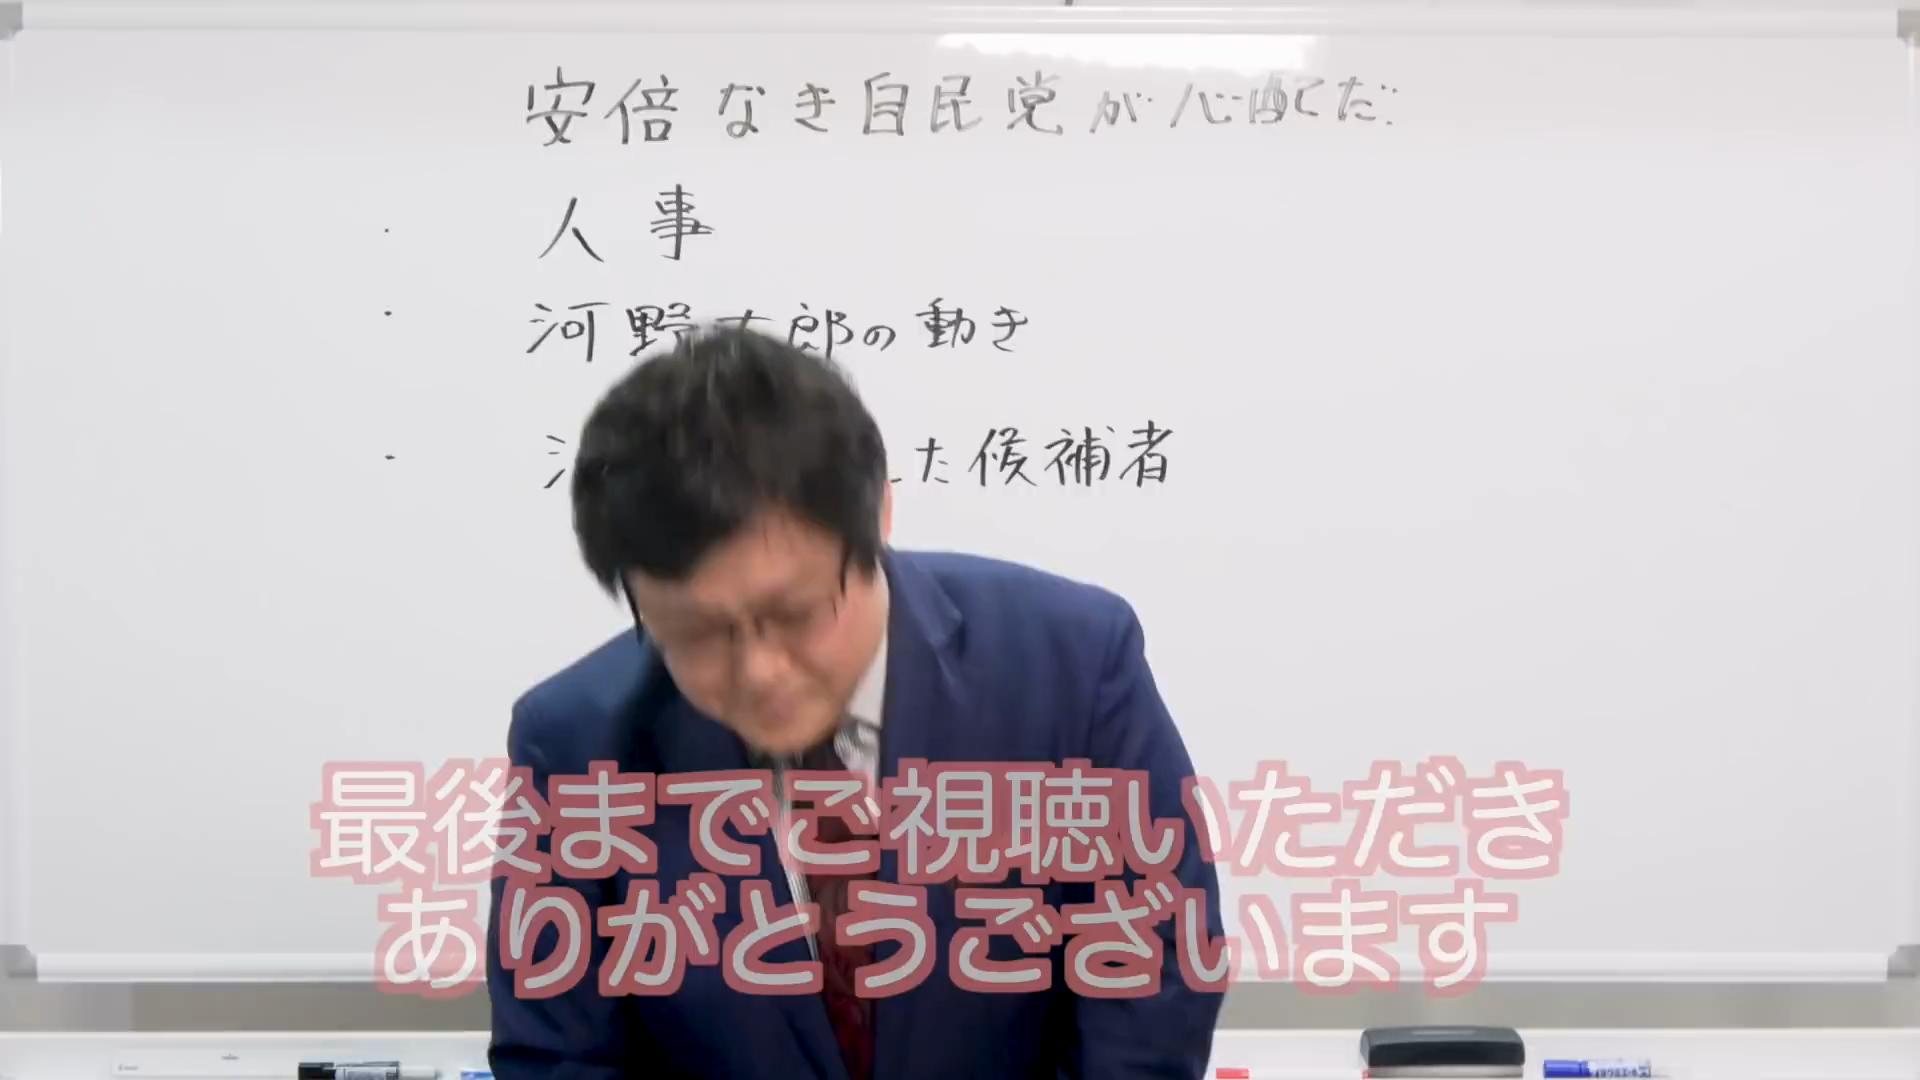 安倍なき自民党が心配だ
・ 人事
・ 河野太郎の動き
・ した候補者
最後までご視聴いただき
ありがとうございます